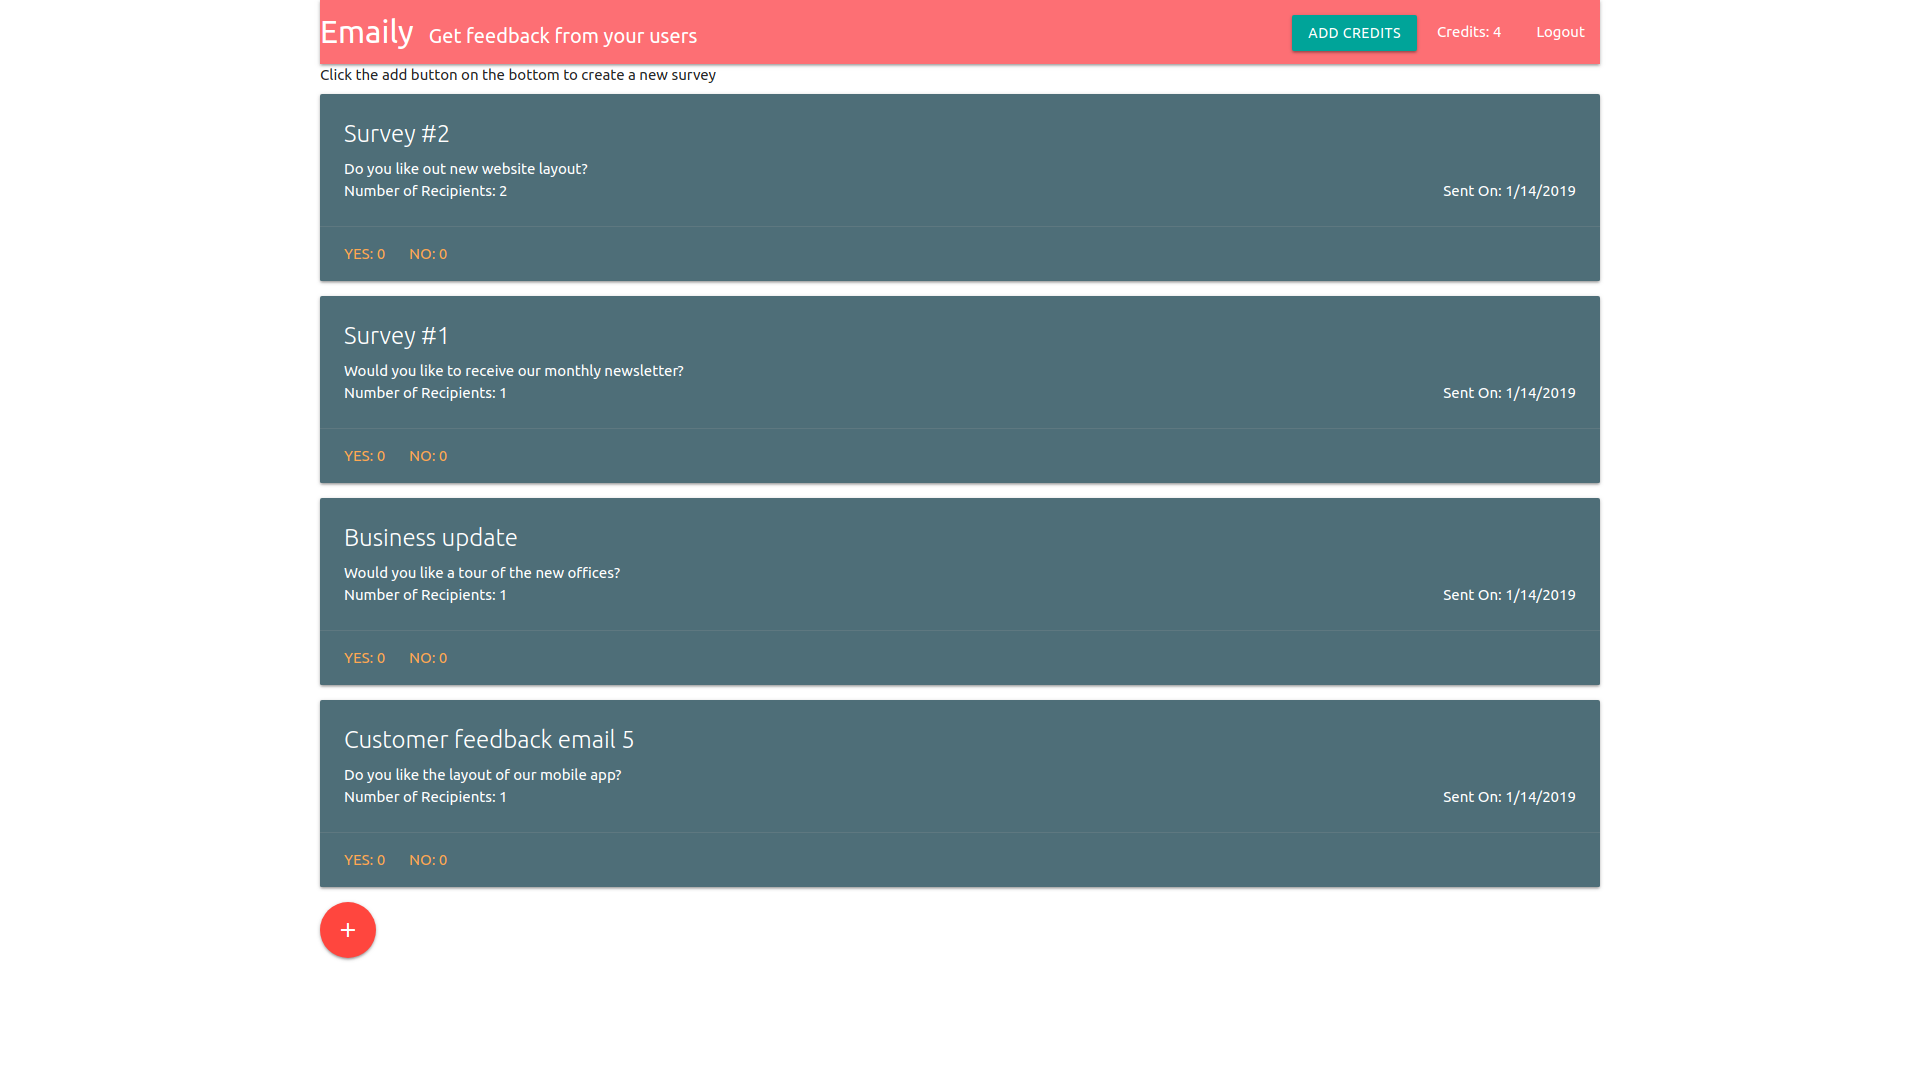 Emaily Get feedback from your users ADD CREDITS Credits: 4 Logout
Click the add button on the bottom to create a new survey
Survey #2
Do you like out new website layout?
Number of Recipients: 2 Sent On: 1/14/2019
YES: 0 NO: 0
Survey #1
Would you like to receive our monthly newsletter?
Number of Recipients: 1 Sent On: 1/14/2019
YES: 0 NO: 0
Business update
Would you like a tour of the new offices?
Number of Recipients: 1 Sent On: 1/14/2019
YES: 0 NO: 0
Customer feedback email 5
Do you like the layout of our mobile app?
Number of Recipients: 1 Sent On: 1/14/2019
YES: 0 NO: 0
+